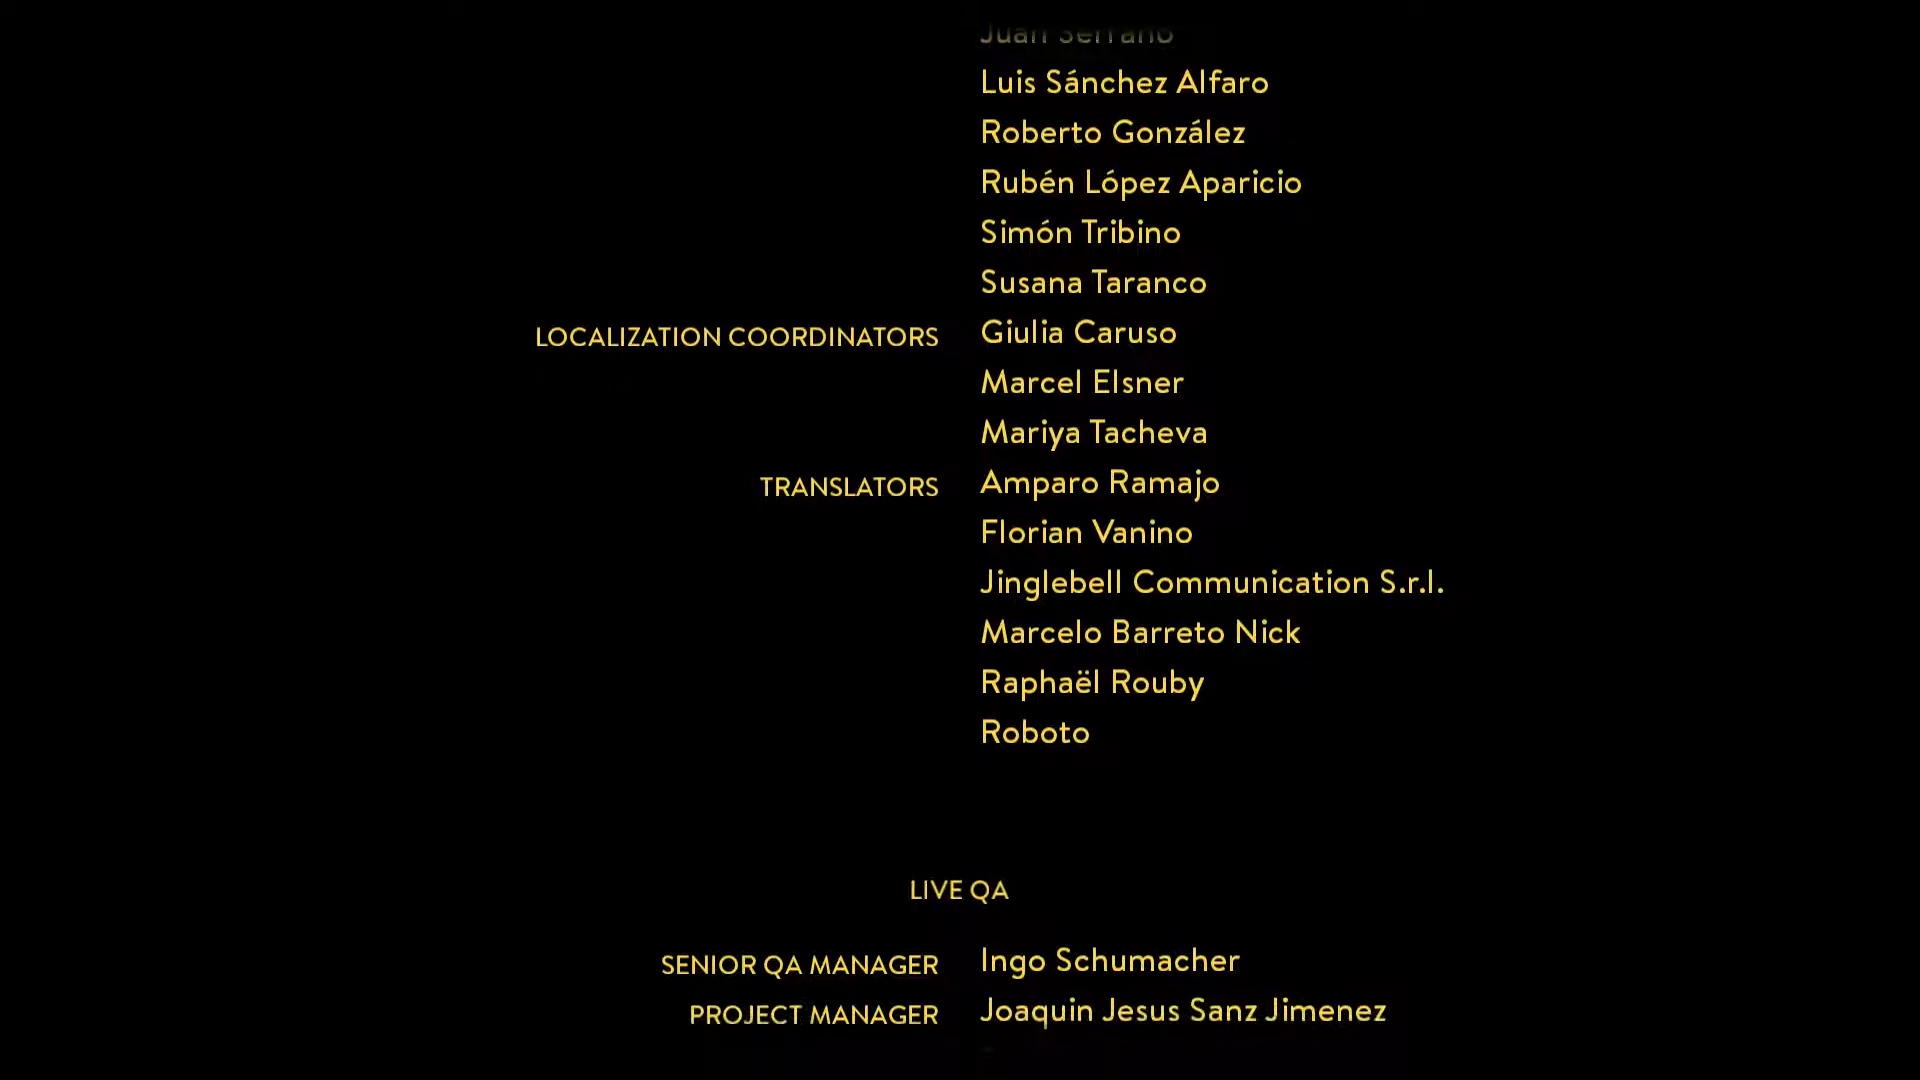 Juan Serrano
Luis Sánchez Alfaro
Roberto González
Rubén López Aparicio
Simón Tribino
Susana Taranco
LOCALIZATION COORDINATORS Giulia Caruso
Marcel Elsner
Mariya Tacheva
TRANSLATORS Amparo Ramajo
Florian Vanino
Jinglebell Communication S.r.l.
Marcelo Barreto Nick
Raphaël Rouby
Roboto
LIVE QA
SENIOR QA MANAGER Ingo Schumacher
PROJECT MANAGER Joaquin Jesus Sanz Jimenez